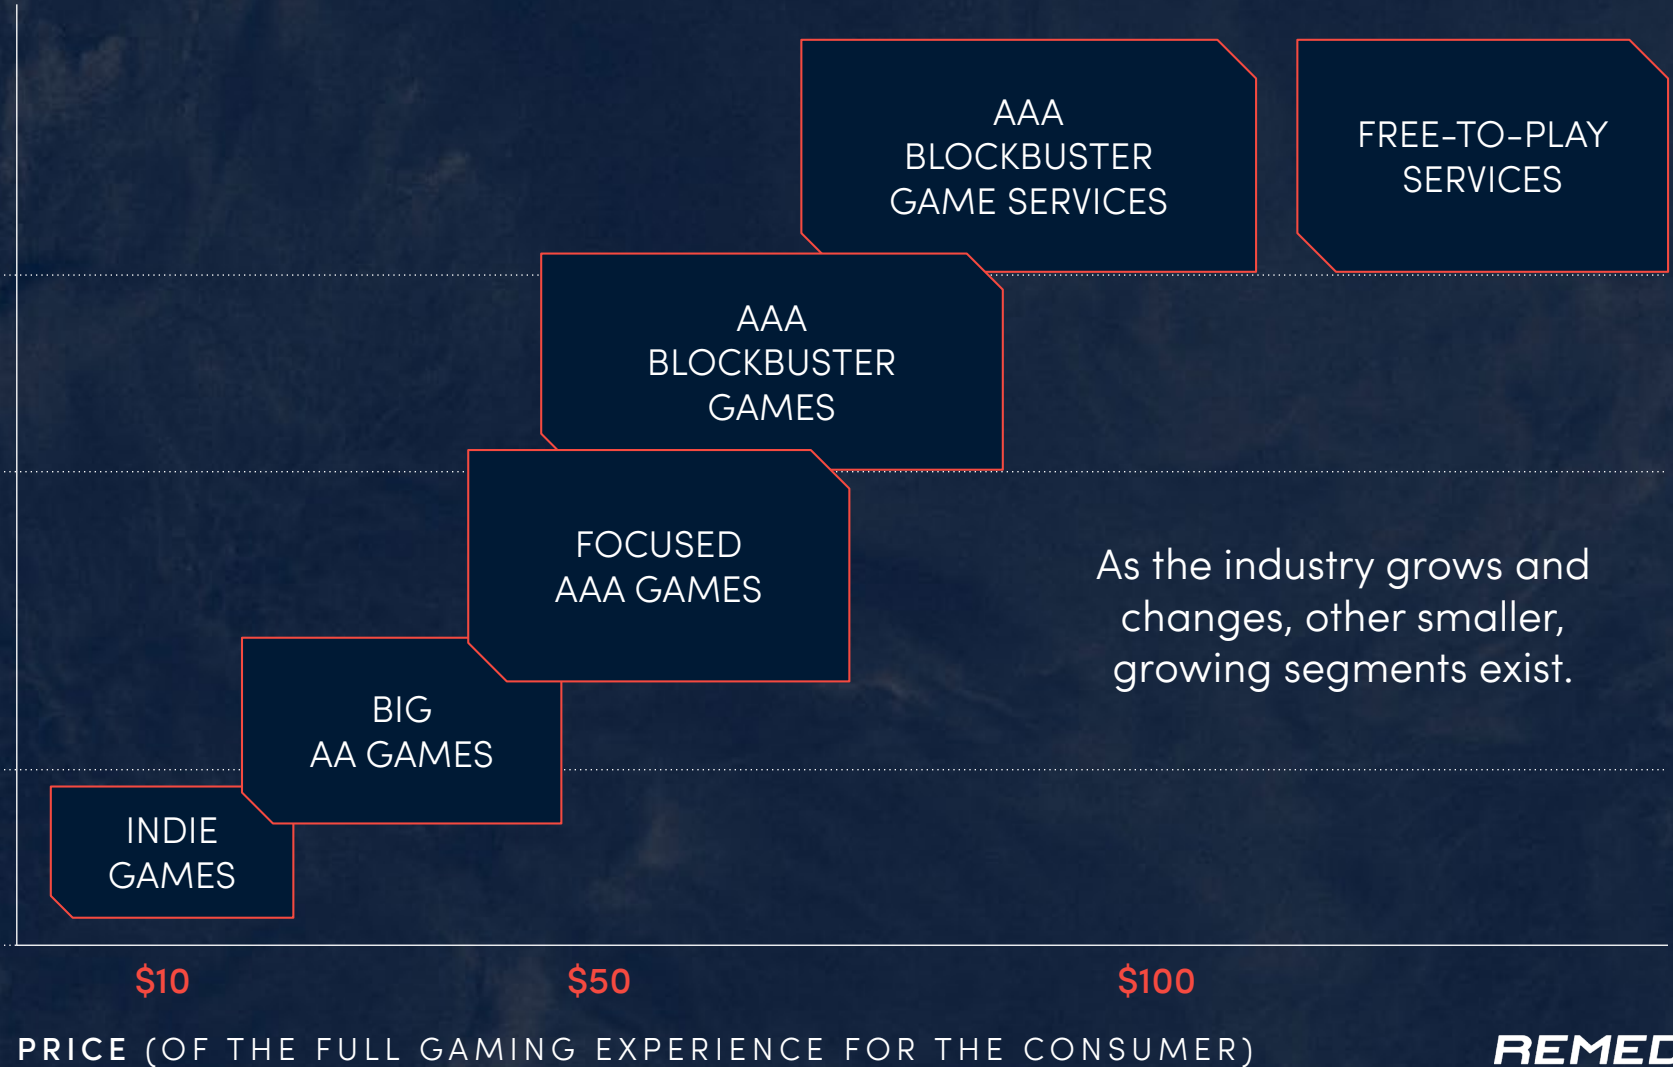 AAA
BLOCKBUSTER
GAME SERVICES
FREE-TO-PLAY
SERVICES
AAA
BLOCKBUSTER
GAMES
FOCUSED
AAA GAMES
As the industry grows and
changes, other smaller,
growing segments exist.
BIG
AA GAMES
INDIE
GAMES
$10
$50
$100
PRICE (OF THE FULL GAMING EXPERIENCE FOR THE CONSUMER)
REMED